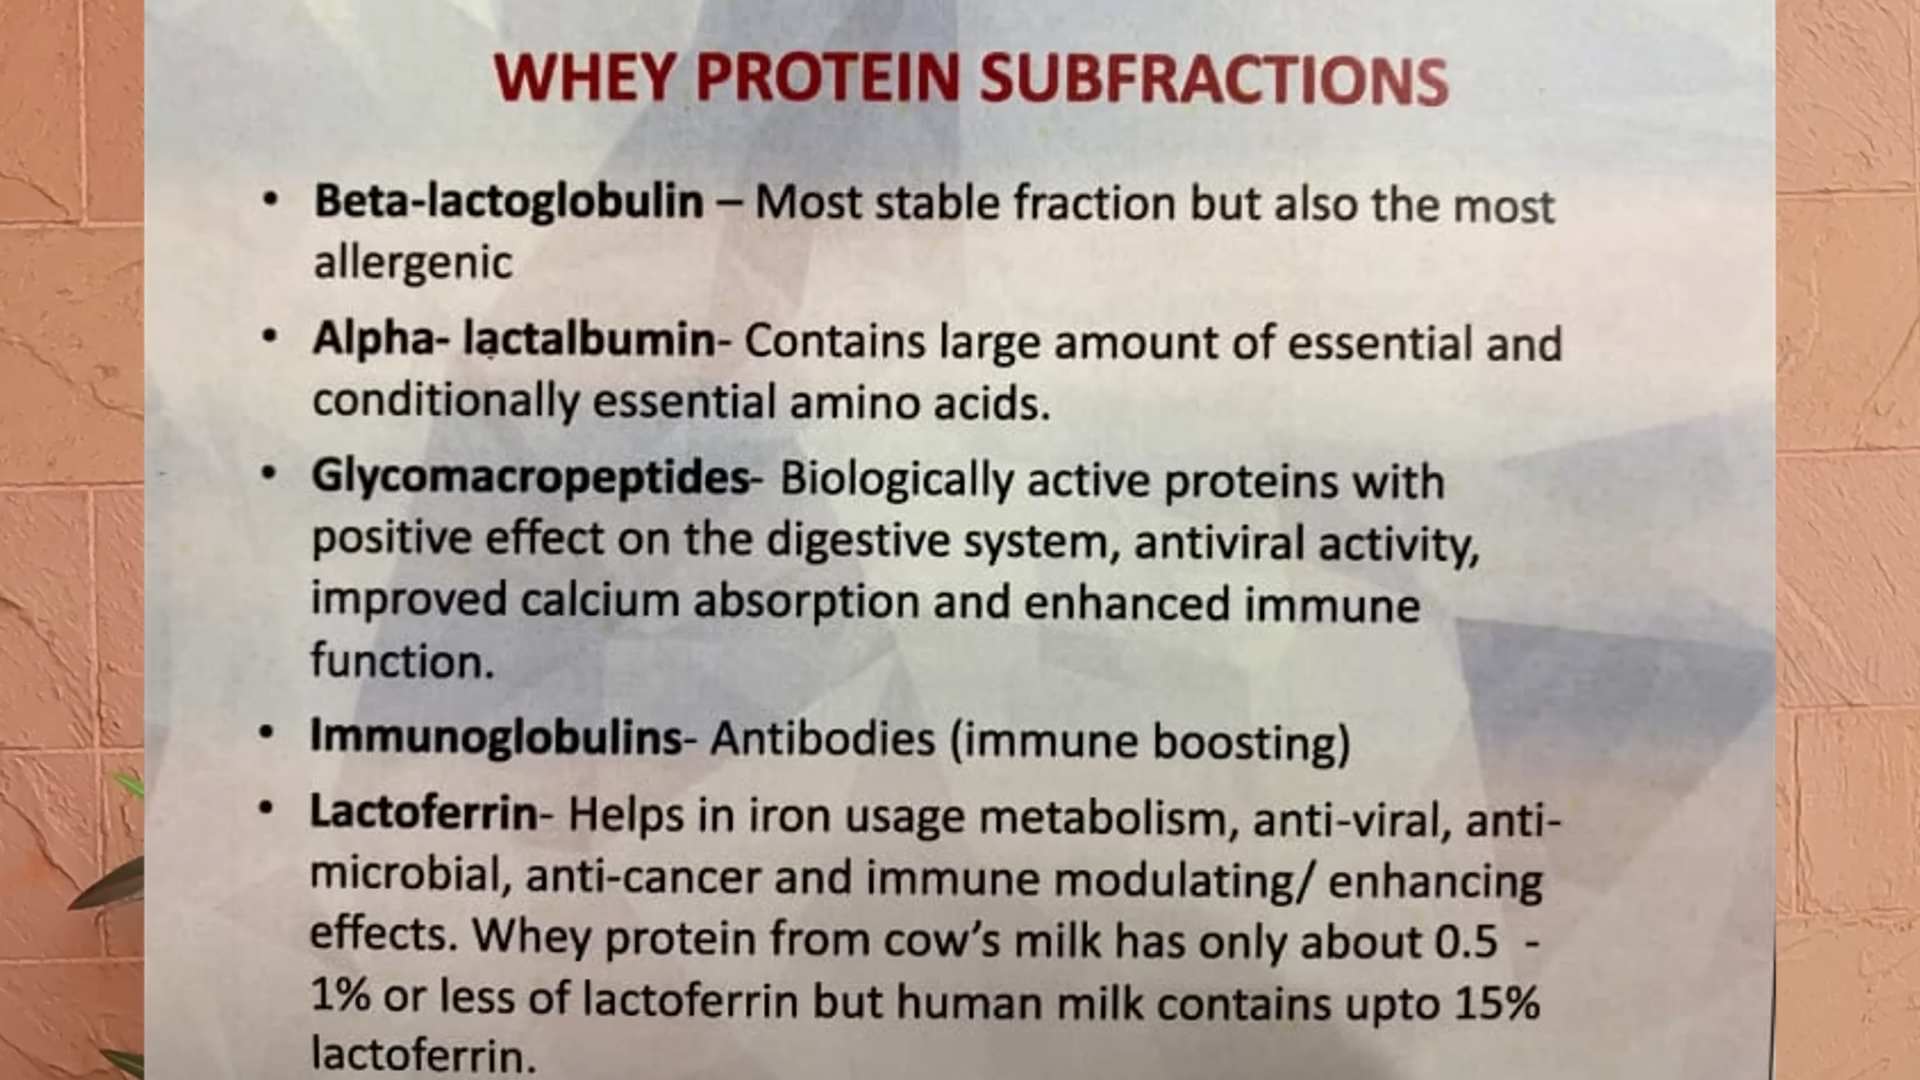 WHEY PROTEIN SUBFRACTIONS
• Beta-lactoglobulin – Most stable fraction but also the most
allergenic
• Alpha- lactalbumin- Contains large amount of essential and
conditionally essential amino acids.
• Glycomacropeptides- Biologically active proteins with
positive effect on the digestive system, antiviral activity,
improved calcium absorption and enhanced immune
function.
• Immunoglobulins- Antibodies (immune boosting)
• Lactoferrin- Helps in iron usage metabolism, anti-viral, anti-
microbial, anti-cancer and immune modulating/ enhancing
effects. Whey protein from cow’s milk has only about 0.5 -
1% or less of lactoferrin but human milk contains upto 15%
lactoferrin.